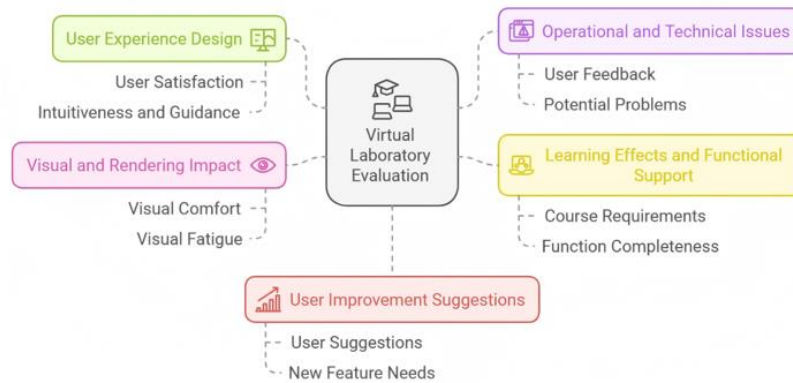 User Experience Design
User Satisfaction
Intuitiveness and Guidance
Visual and Rendering Impact
Visual Comfort
Visual Fatigue
Virtual
Laboratory
Evaluation
Operational and Technical Issues
User Feedback
Potential Problems
Learning Effects and Functional
Support
Course Requirements
Function Completeness
User Improvement Suggestions
User Suggestions
New Feature Needs